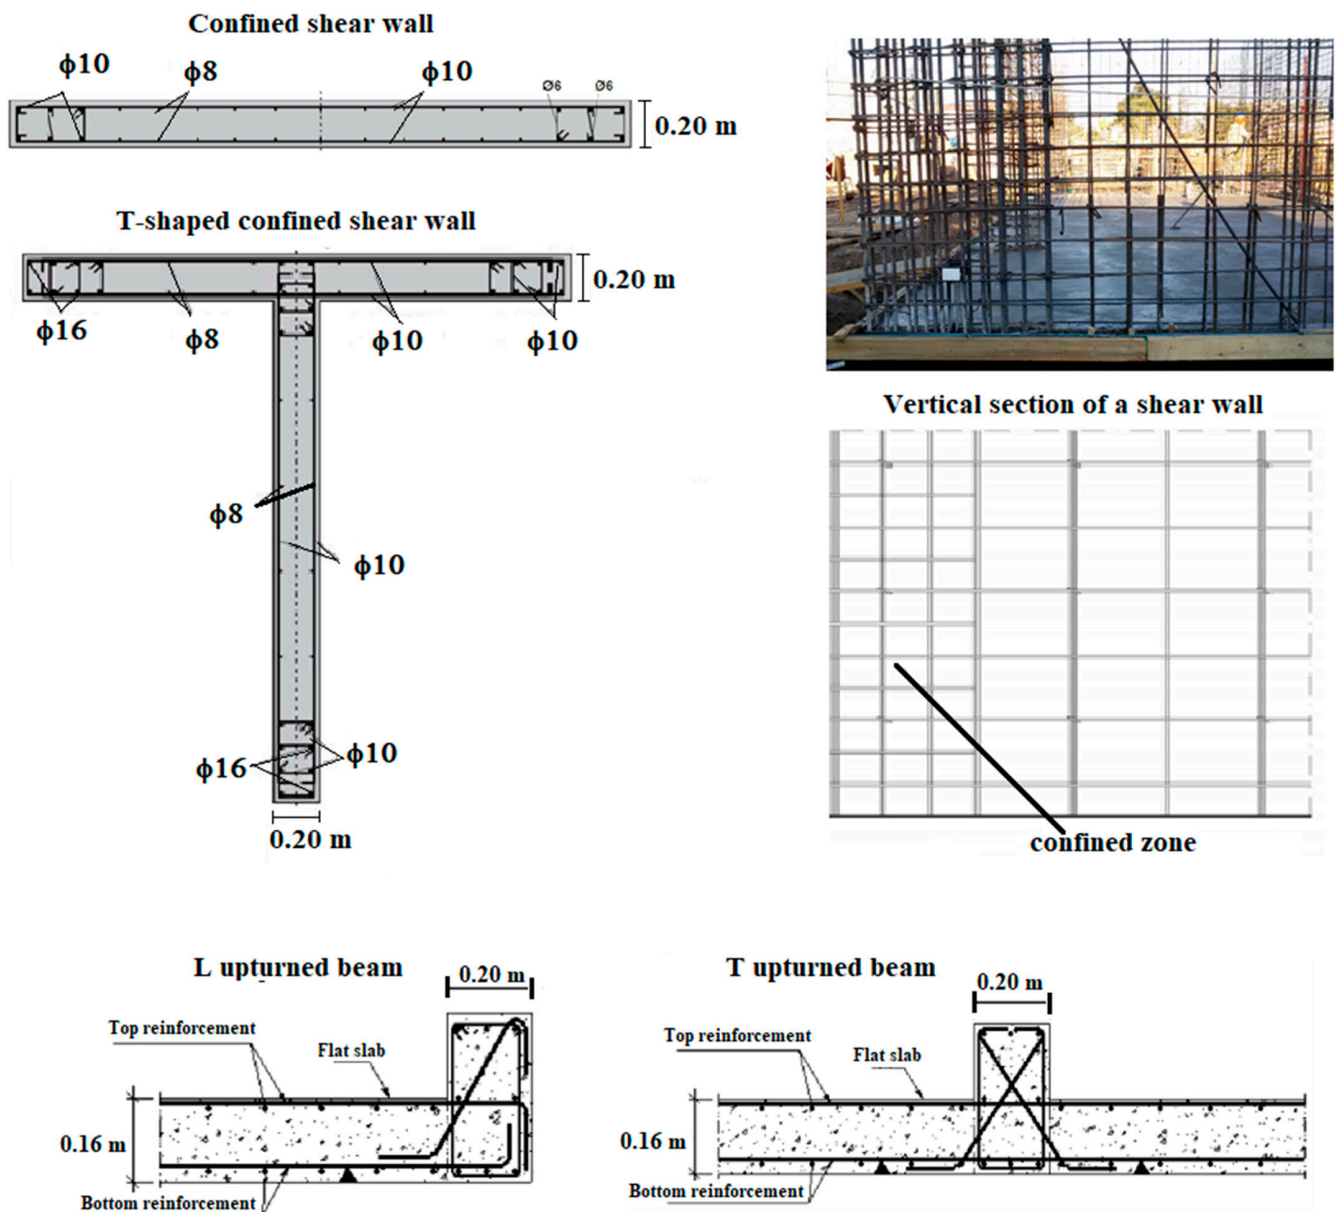 Confined shear wall
ϕ10
ϕ8
ϕ10
Ø6
Ø6
0.20 m
T-shaped confined shear wall
0.20 m
ϕ16
ϕ8
ϕ10
ϕ10
ϕ8
ϕ10
ϕ16
ϕ10
0.20 m
Vertical section of a shear wall
confined zone
L upturned beam
0.20 m
Top reinforcement
Flat slab
0.16 m
Bottom reinforcement
T upturned beam
0.20 m
Top reinforcement
Flat slab
0.16 m
Bottom reinforcement